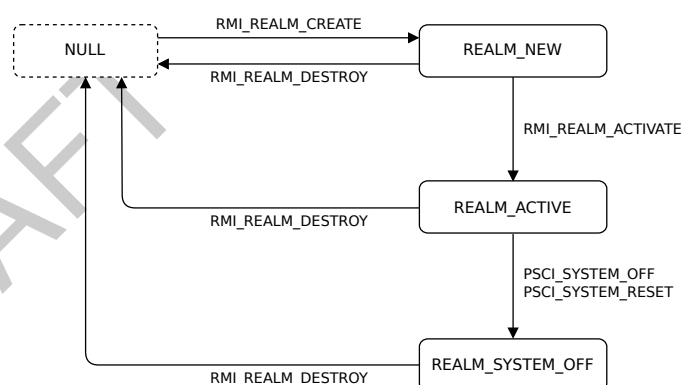 RMI_REALM_CREATE
NULL
REALM_NEW
RMI_REALM_DESTROY
RMI_REALM_ACTIVATE
REALM_ACTIVE
RMI_REALM_DESTROY
PSCI_SYSTEM_OFF
PSCI_SYSTEM_RESET
REALM_SYSTEM_OFF
RMI_REALM_DESTROY